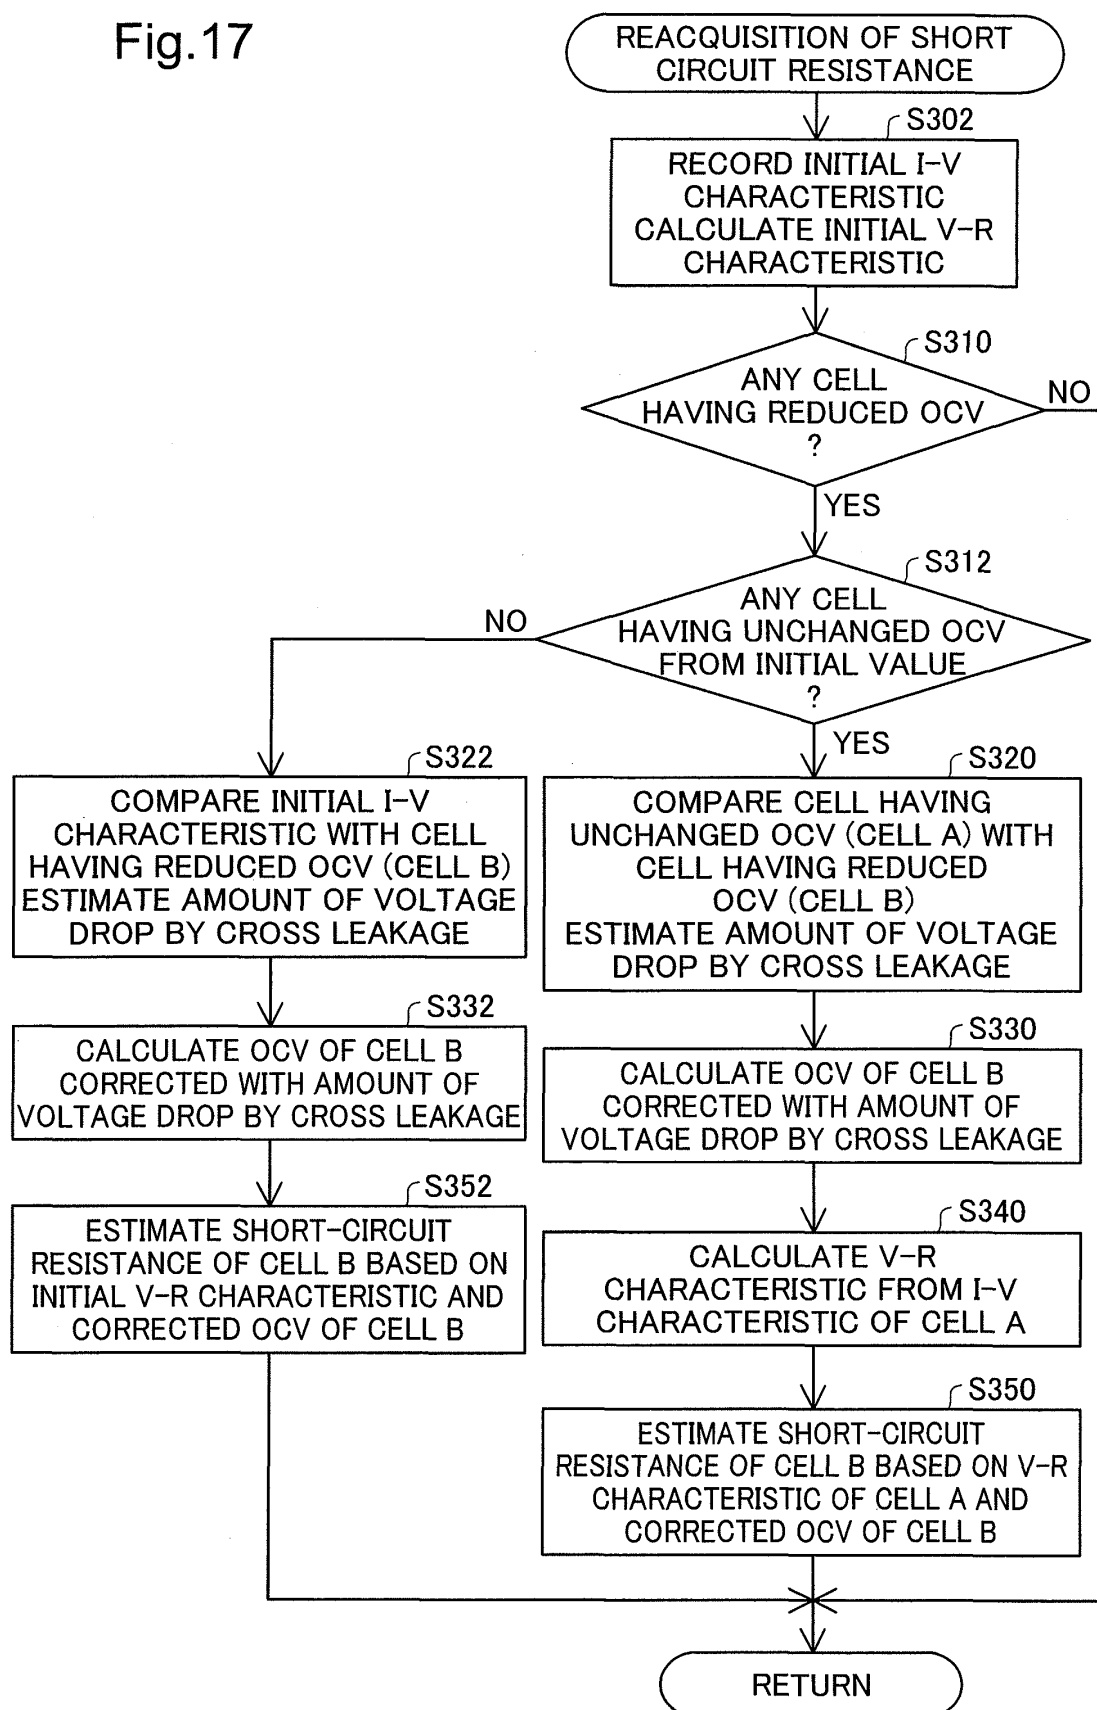 Fig.17
REACQUISITION OF SHORT
CIRCUIT RESISTANCE
S302
RECORD INITIAL I-V
CHARACTERISTIC
CALCULATE INITIAL V-R
CHARACTERISTIC
S310
ANY CELL
HAVING REDUCED OCV
?
NO
YES
S312
ANY CELL
HAVING UNCHANGED OCV
FROM INITIAL VALUE
?
NO
YES
S322
COMPARE INITIAL I-V
CHARACTERISTIC WITH CELL
HAVING REDUCED OCV (CELL B)
ESTIMATE AMOUNT OF VOLTAGE
DROP BY CROSS LEAKAGE
S320
COMPARE CELL HAVING
UNCHANGED OCV (CELL A) WITH
CELL HAVING REDUCED
OCV (CELL B)
ESTIMATE AMOUNT OF VOLTAGE
DROP BY CROSS LEAKAGE
S332
CALCULATE OCV OF CELL B
CORRECTED WITH AMOUNT OF
VOLTAGE DROP BY CROSS LEAKAGE
S330
CALCULATE OCV OF CELL B
CORRECTED WITH AMOUNT OF
VOLTAGE DROP BY CROSS LEAKAGE
S352
ESTIMATE SHORT-CIRCUIT
RESISTANCE OF CELL B BASED ON
INITIAL V-R CHARACTERISTIC AND
CORRECTED OCV OF CELL B
S340
CALCULATE V-R
CHARACTERISTIC FROM I-V
CHARACTERISTIC OF CELL A
S350
ESTIMATE SHORT-CIRCUIT
RESISTANCE OF CELL B BASED ON V-R
CHARACTERISTIC OF CELL A AND
CORRECTED OCV OF CELL B
RETURN